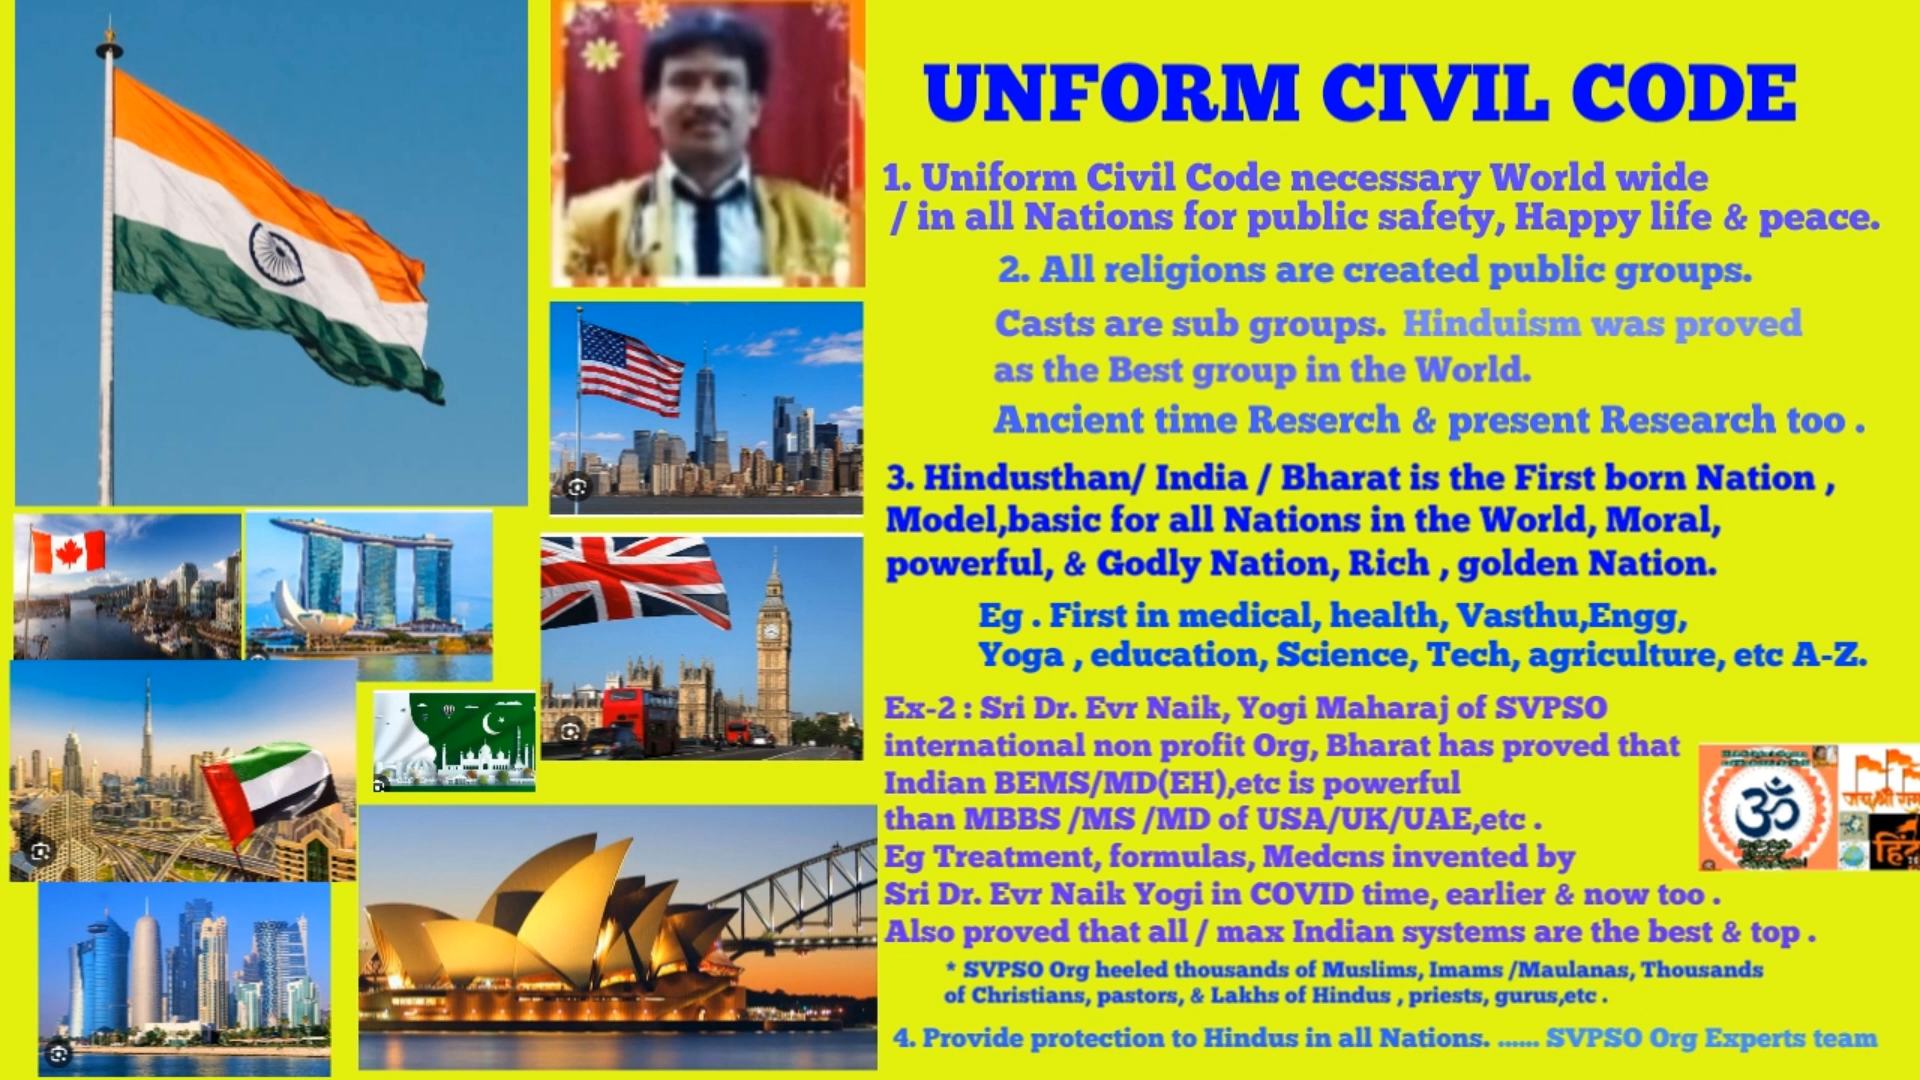 UNFORM CIVIL CODE
1. Uniform Civil Code necessary World wide
/ in all Nations for public safety, Happy life & peace.
2. All religions are created public groups.
Casts are sub groups. Hinduism was proved
as the Best group in the World.
Ancient time Reserch & present Research too .
3. Hindusthan/ India / Bharat is the First born Nation ,
Model,basic for all Nations in the World, Moral,
powerful, & Godly Nation, Rich , golden Nation.
Eg . First in medical, health, Vasthu,Engg,
Yoga , education, Science, Tech, agriculture, etc A-Z.
Ex-2 : Sri Dr. Evr Naik, Yogi Maharaj of SVPSO
international non profit Org, Bharat has proved that
Indian BEMS/MD(EH),etc is powerful
than MBBS /MS /MD of USA/UK/UAE,etc .
Eg Treatment, formulas, Medcns invented by
Sri Dr. Evr Naik Yogi in COVID time, earlier & now too .
Also proved that all / max Indian systems are the best & top .
* SVPSO Org heeled thousands of Muslims, Imams /Maulanas, Thousands
of Christians, pastors, & Lakhs of Hindus , priests, gurus,etc .
4. Provide protection to Hindus in all Nations. ...... SVPSO Org Experts team
ॐ